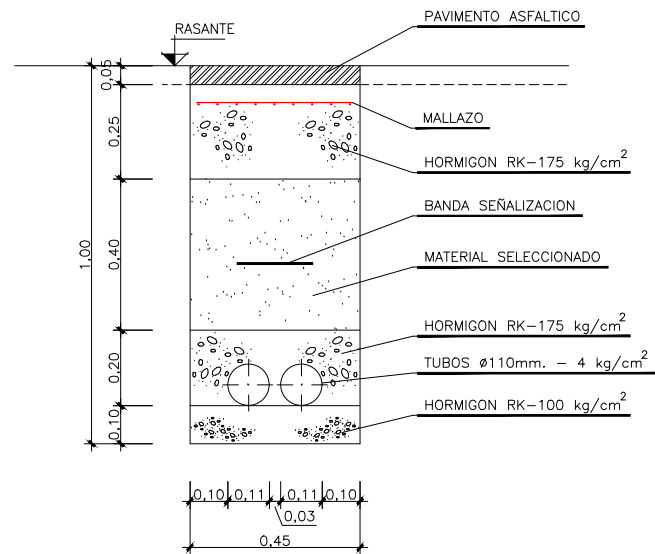 PAVIMENTO ASFALTICO
RASANTE
0,05
MALLAZO
0,25
HORMIGON RK-175 kg/cm²
BANDA SEÑALIZACION
1,00
0,40
MATERIAL SELECCIONADO
HORMIGON RK-175 kg/cm²
0,20
TUBOS Ø110mm. - 4 kg/cm²
HORMIGON RK-100 kg/cm²
0,10
0,10 0,11 0,11 0,10
0,03
0,45